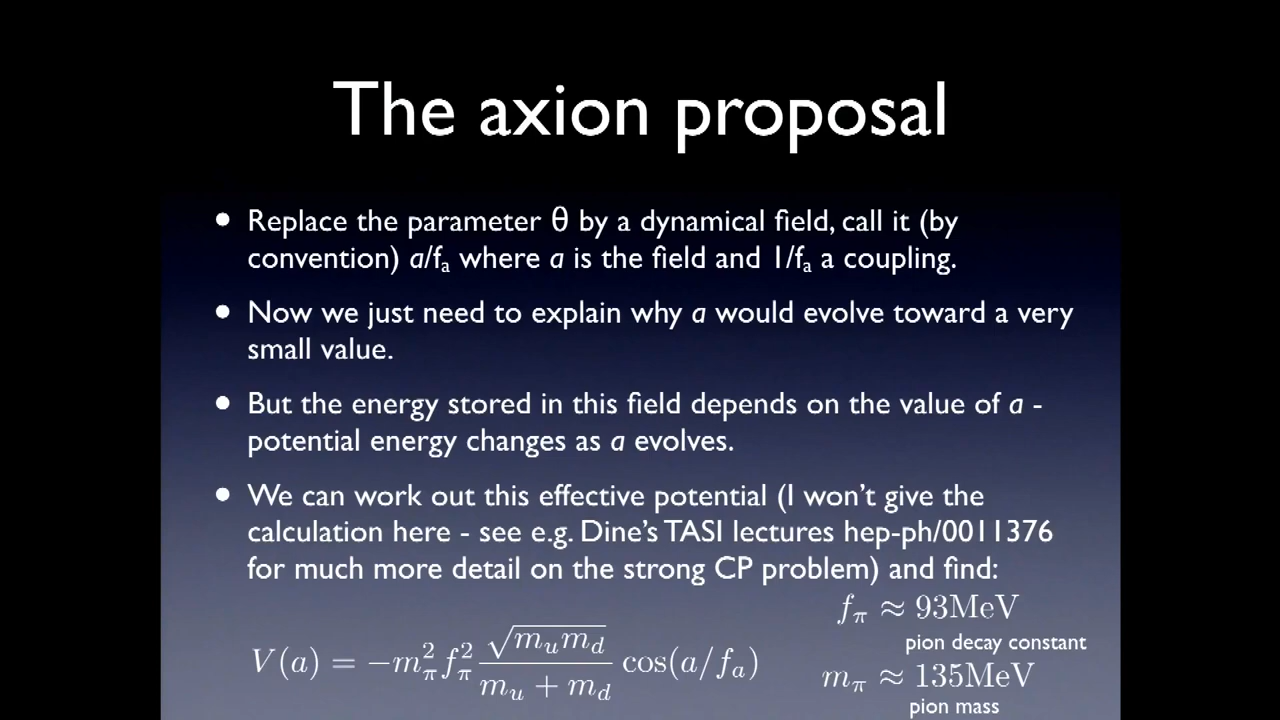 The axion proposal
• Replace the parameter θ by a dynamical field, call it (by
convention) a/fₐ where a is the field and 1/fₐ a coupling.
• Now we just need to explain why a would evolve toward a very
small value.
• But the energy stored in this field depends on the value of a -
potential energy changes as a evolves.
• We can work out this effective potential (I won't give the
calculation here - see e.g. Dine's TASI lectures hep-ph/0011376
for much more detail on the strong CP problem) and find:
f_π ≈ 93MeV
pion decay constant
V(a) = −m_π² f_π² \frac{\sqrt{m_u m_d}}{m_u + m_d} cos(a/f_a)
m_π ≈ 135MeV
pion mass